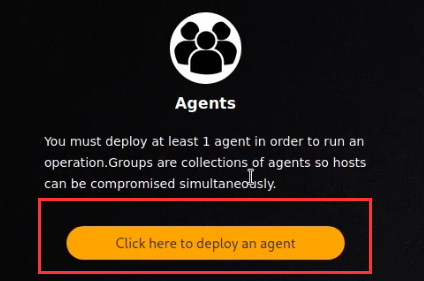 Agents
You must deploy at least 1 agent in order to run an
operation.Groups are collections of agents so hosts
can be compromised simultaneously.
Click here to deploy an agent